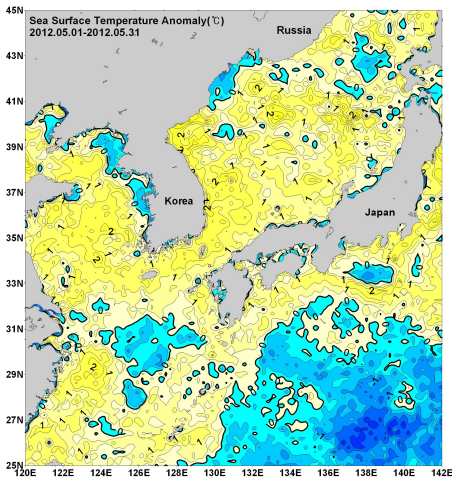 Sea Surface Temperature Anomaly(℃)
2012.05.01-2012.05.31
Russia
Korea
Japan
45N
43N
41N
39N
37N
35N
33N
31N
29N
27N
25N
120E 122E 124E 126E 128E 130E 132E 134E 136E 138E 140E 142E